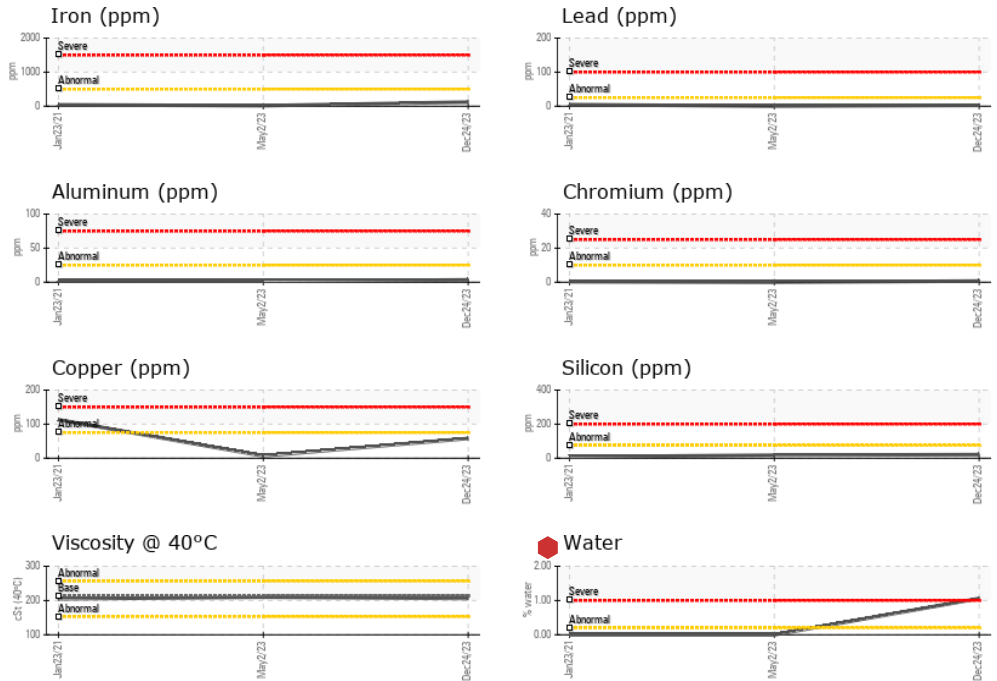 Iron (ppm)
2000
1000
0
ppm
Severe
Abnormal
Jan23/21
May2/23
Dec24/23
Lead (ppm)
200
100
0
ppm
Severe
Abnormal
Jan23/21
May2/23
Dec24/23
Aluminum (ppm)
100
50
0
ppm
Severe
Abnormal
Jan23/21
May2/23
Dec24/23
Chromium (ppm)
40
20
0
ppm
Severe
Abnormal
Jan23/21
May2/23
Dec24/23
Copper (ppm)
200
100
0
ppm
Severe
Abnormal
Jan23/21
May2/23
Dec24/23
Silicon (ppm)
400
200
0
ppm
Severe
Abnormal
Jan23/21
May2/23
Dec24/23
Viscosity @ 40°C
300
200
100
cSt (40°C)
Abnormal
Base
Abnormal
Jan23/21
May2/23
Dec24/23
Water
2.00
1.00
0.00
% water
Severe
Abnormal
Jan23/21
May2/23
Dec24/23